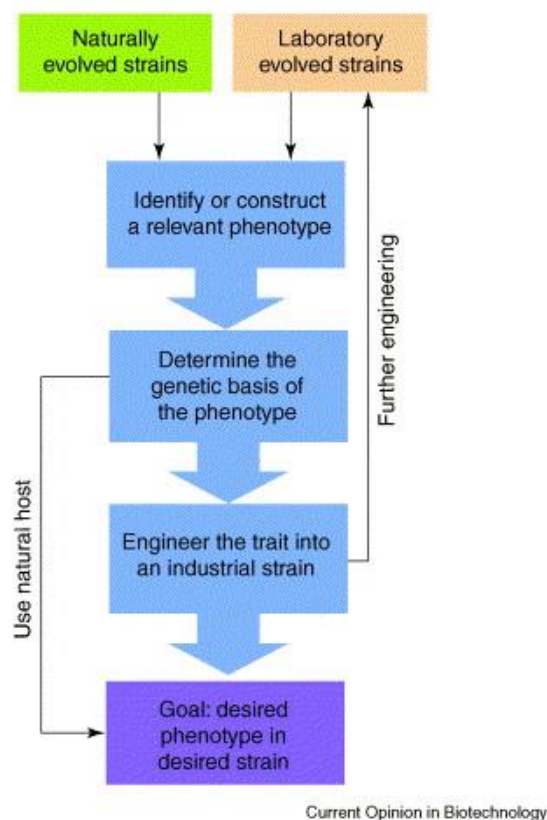 Naturally
evolved strains
Laboratory
evolved strains
Identify or construct
a relevant phenotype
Further engineering
Determine the
genetic basis of
the phenotype
Use natural host
Engineer the trait into
an industrial strain
Goal: desired
phenotype in
desired strain
Current Opinion in Biotechnology